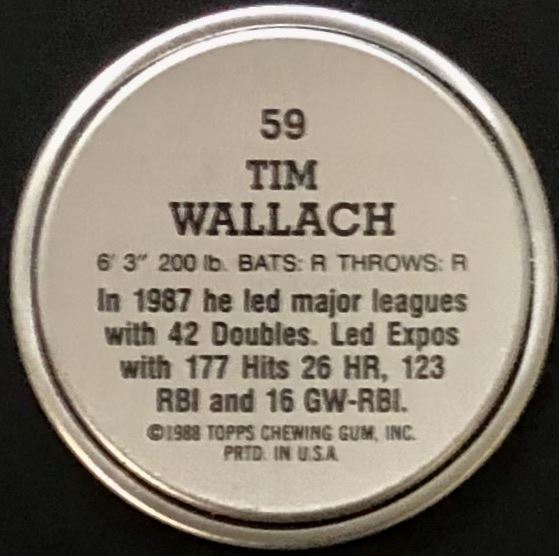 59
TIM
WALLACH
6' 3" 200 lb. BATS: R THROWS: R
In 1987 he led major leagues
with 42 Doubles. Led Expos
with 177 Hits 26 HR, 123
RBI and 16 GW-RBI.
©1988 TOPPS CHEWING GUM, INC.
PRTD. IN U.S.A.